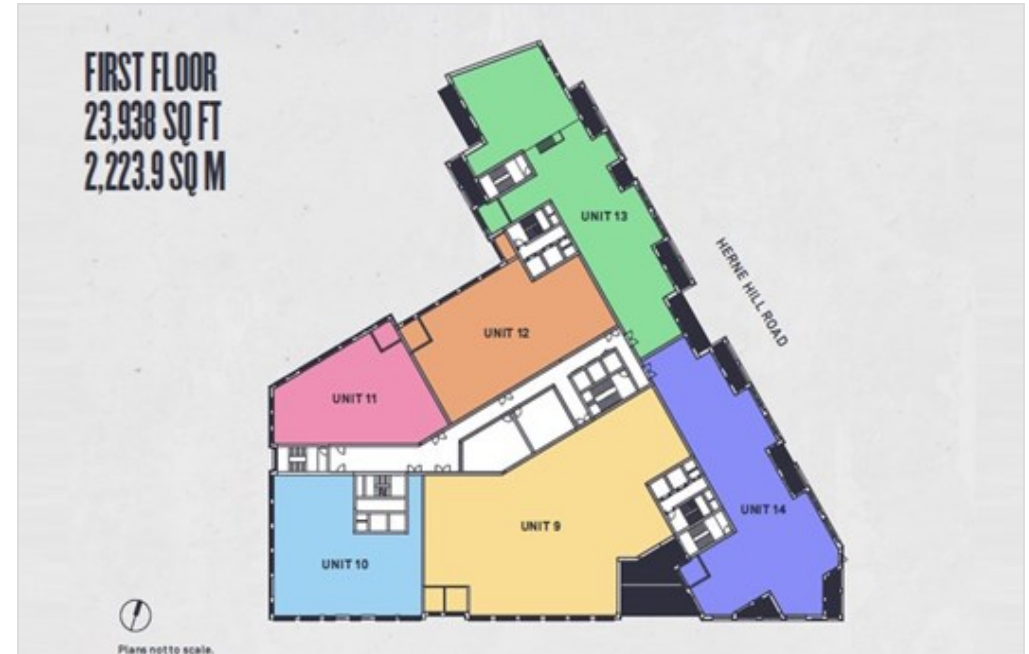 FIRST FLOOR
23,938 SQ FT
2,223.9 SQ M
UNIT 13
HERNE HILL ROAD
UNIT 12
UNIT 11
UNIT 9
UNIT 14
UNIT 10
Plans not to scale.